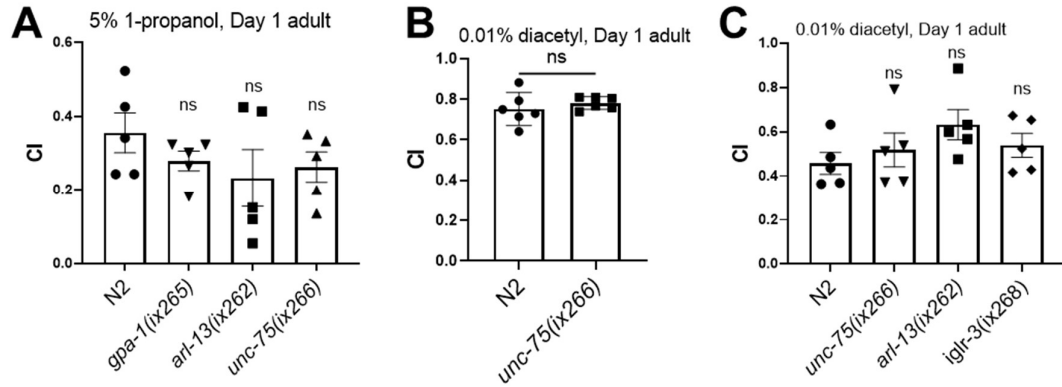 A
5% 1-propanol, Day 1 adult
CI
0.6
0.4
0.2
0.0
ns
ns
ns
N2
gpa-1(ix265)
arl-13(ix262)
unc-75(ix266)
B
0.01% diacetyl, Day 1 adult
CI
1.0
0.8
0.6
0.4
0.2
0.0
ns
N2
unc-75(ix266)
C
0.01% diacetyl, Day 1 adult
CI
1.0
0.8
0.6
0.4
0.2
0.0
ns
ns
ns
N2
unc-75(ix266)
arl-13(ix262)
iglr-3(ix268)